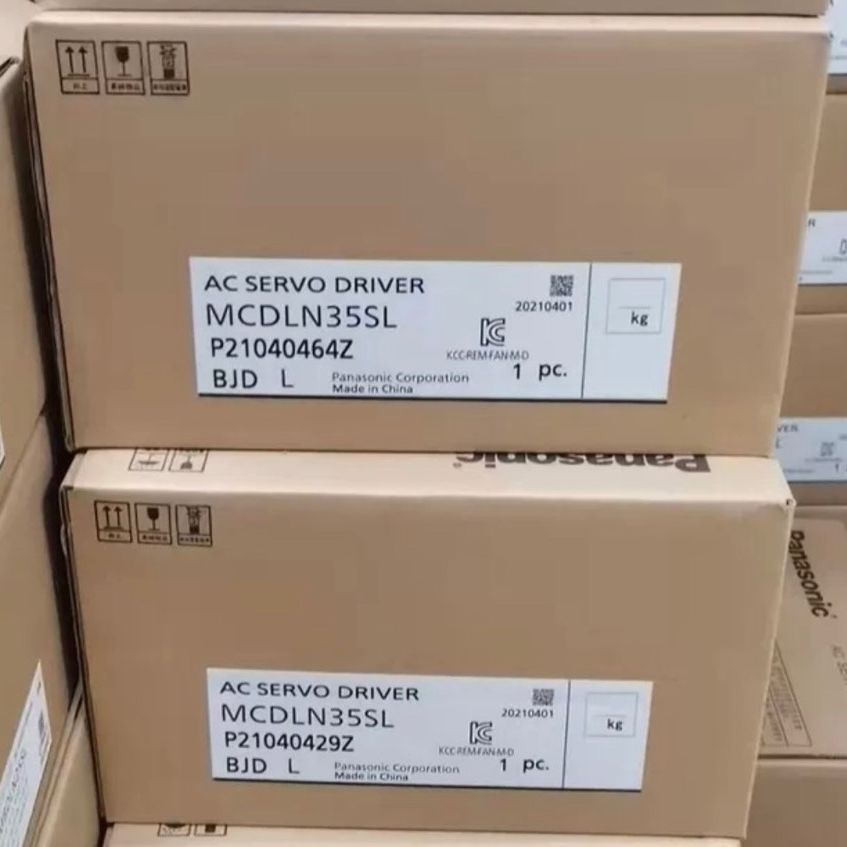 AC SERVO DRIVER
MCDLN35SL
20210401
P21040464Z
KCC-REM-FAN-M-D
BJD L
Panasonic Corporation
Made in China
1 pc.
kg
Panasonic
AC SERVO DRIVER
MCDLN35SL
20210401
P21040429Z
KCC-REM-FAN-M-D
BJD L
Panasonic Corporation
Made in China
1 pc.
kg
Panasonic